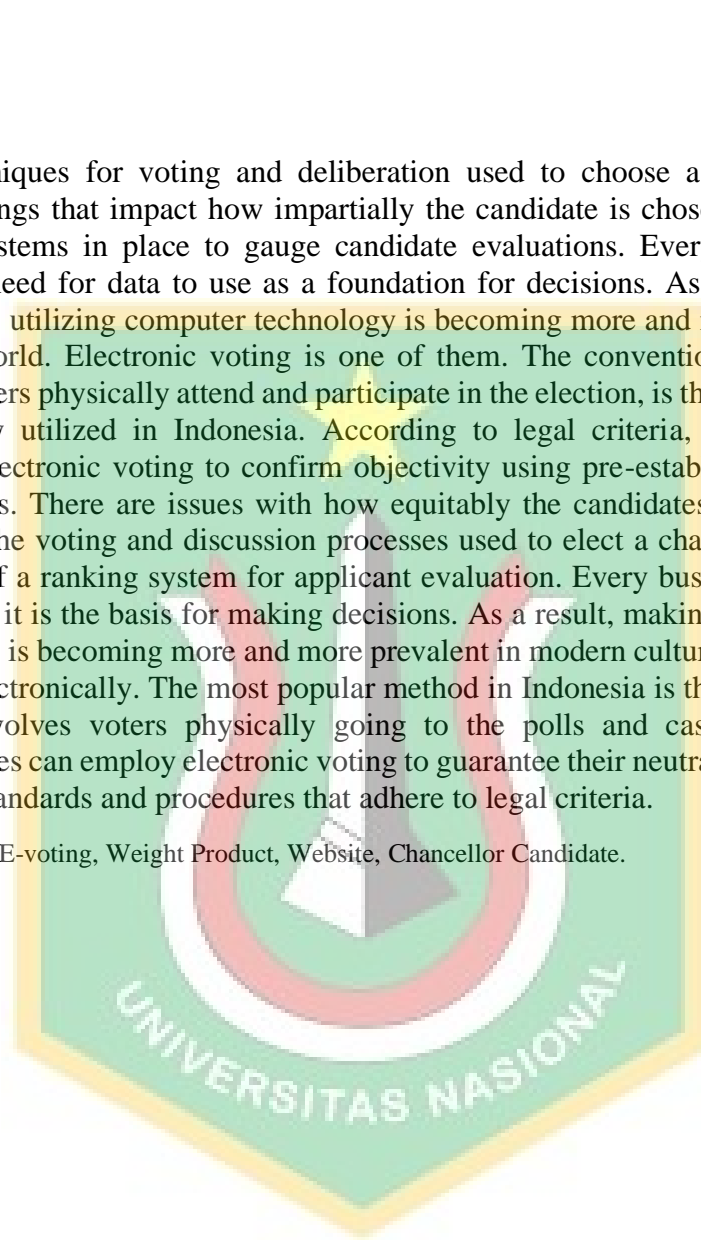 niques for voting and deliberation used to choose a
ngs that impact how impartially the candidate is chose
stems in place to gauge candidate evaluations. Ever
need for data to use as a foundation for decisions. As
, utilizing computer technology is becoming more and
orld. Electronic voting is one of them. The conventio
ers physically attend and participate in the election, is th
y utilized in Indonesia. According to legal criteria,
ectronic voting to confirm objectivity using pre-estab
s. There are issues with how equitably the candidates
he voting and discussion processes used to elect a cha
f a ranking system for applicant evaluation. Every bus
it is the basis for making decisions. As a result, makin
is becoming more and more prevalent in modern cultur
ctronically. The most popular method in Indonesia is th
volves voters physically going to the polls and cas
es can employ electronic voting to guarantee their neutra
andards and procedures that adhere to legal criteria.
E-voting, Weight Product, Website, Chancellor Candidate.
UNIVERSITAS NASIONAL